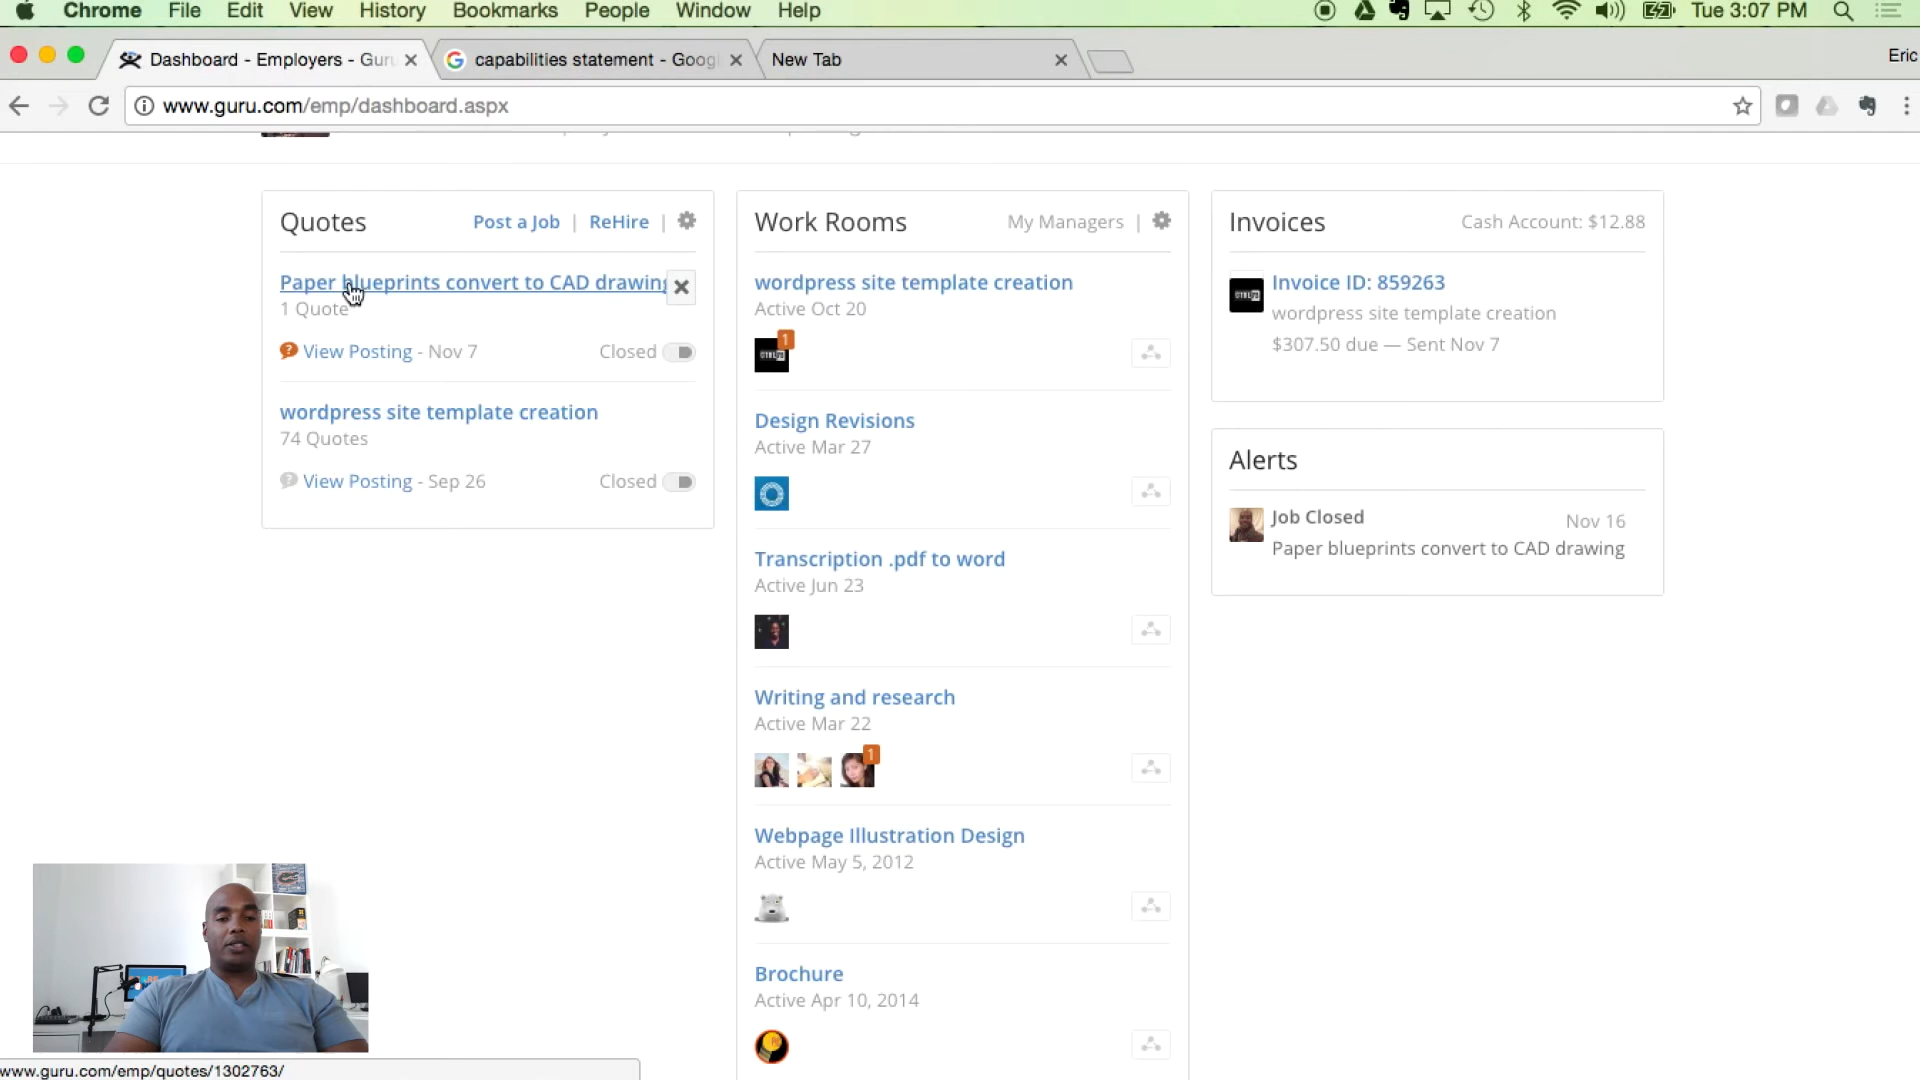 Chrome File Edit View History Bookmarks People Window Help Tue 3:07 PM
Dashboard - Employers - Guru capabilities statement - Goog New Tab Eric
www.guru.com/emp/dashboard.aspx
Quotes Post a Job | ReHire |
Paper blueprints convert to CAD drawing
1 Quote
View Posting - Nov 7 Closed
wordpress site template creation
74 Quotes
View Posting - Sep 26 Closed
Work Rooms My Managers |
wordpress site template creation
Active Oct 20
1
Design Revisions
Active Mar 27
Transcription .pdf to word
Active Jun 23
Writing and research
Active Mar 22
1
Webpage Illustration Design
Active May 5, 2012
Brochure
Active Apr 10, 2014
Invoices Cash Account: $12.88
Invoice ID: 859263
wordpress site template creation
$307.50 due — Sent Nov 7
Alerts
Job Closed Nov 16
Paper blueprints convert to CAD drawing
www.guru.com/emp/quotes/1302763/